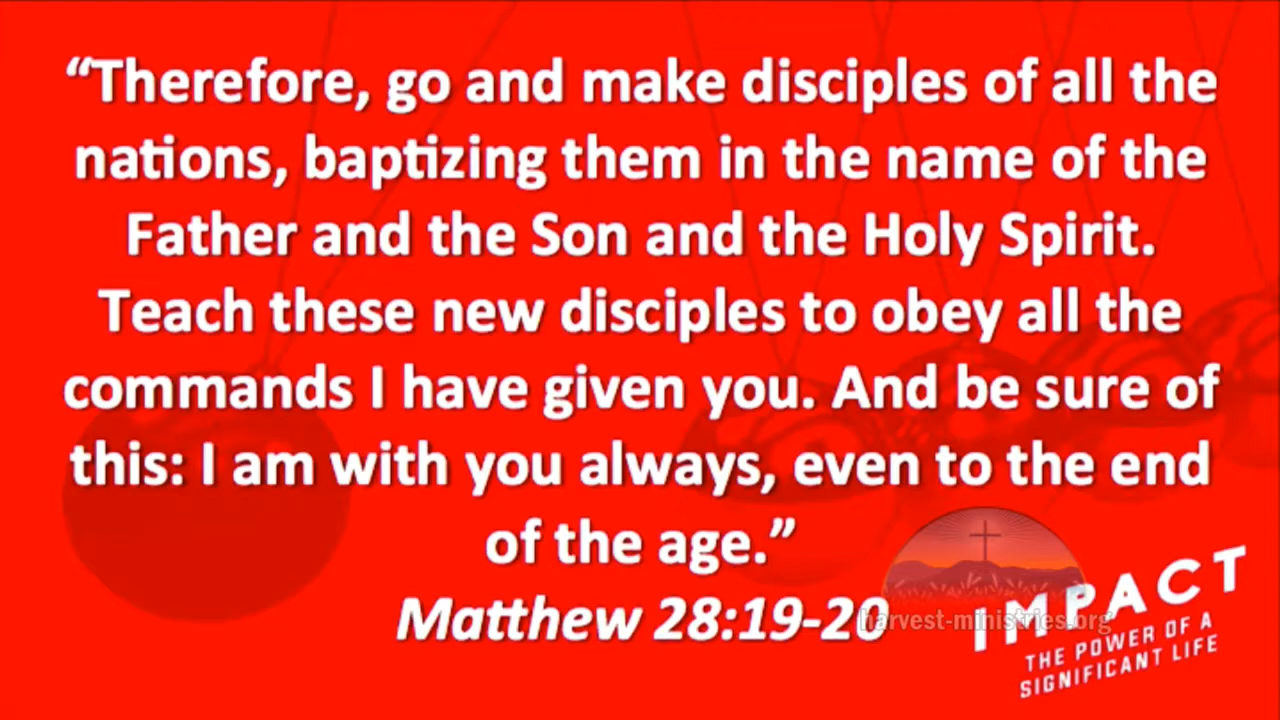 “Therefore, go and make disciples of all the
nations, baptizing them in the name of the
Father and the Son and the Holy Spirit.
Teach these new disciples to obey all the
commands I have given you. And be sure of
this: I am with you always, even to the end
of the age.”
Matthew 28:19-20
harvest-ministries.org
IMPACT
THE POWER OF A
SIGNIFICANT LIFE